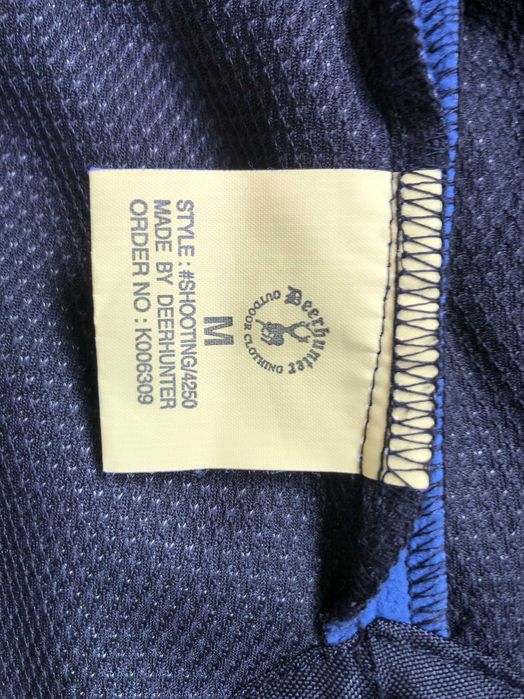 Deerhunter
OUTDOOR CLOTHING
M
STYLE : #SHOOTING/4250
MADE BY DEERHUNTER
ORDER NO : K006309